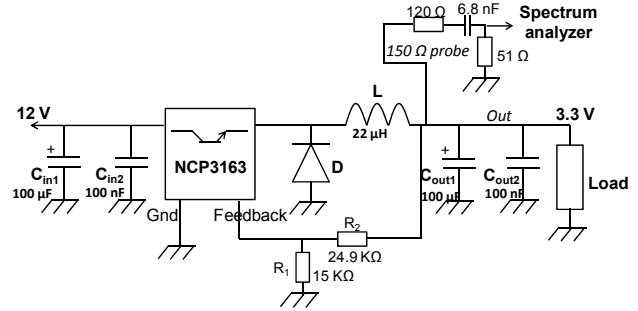 120 Ω
6.8 nF
Spectrum
analyzer
150 Ω probe
51 Ω
12 V
L
22 µH
Out
3.3 V
+
Cin1
100 µF
Cin2
100 nF
NCP3163
D
+
Cout1
100 µF
Cout2
100 nF
Load
Gnd
Feedback
R2
24.9 KΩ
R1
15 KΩ